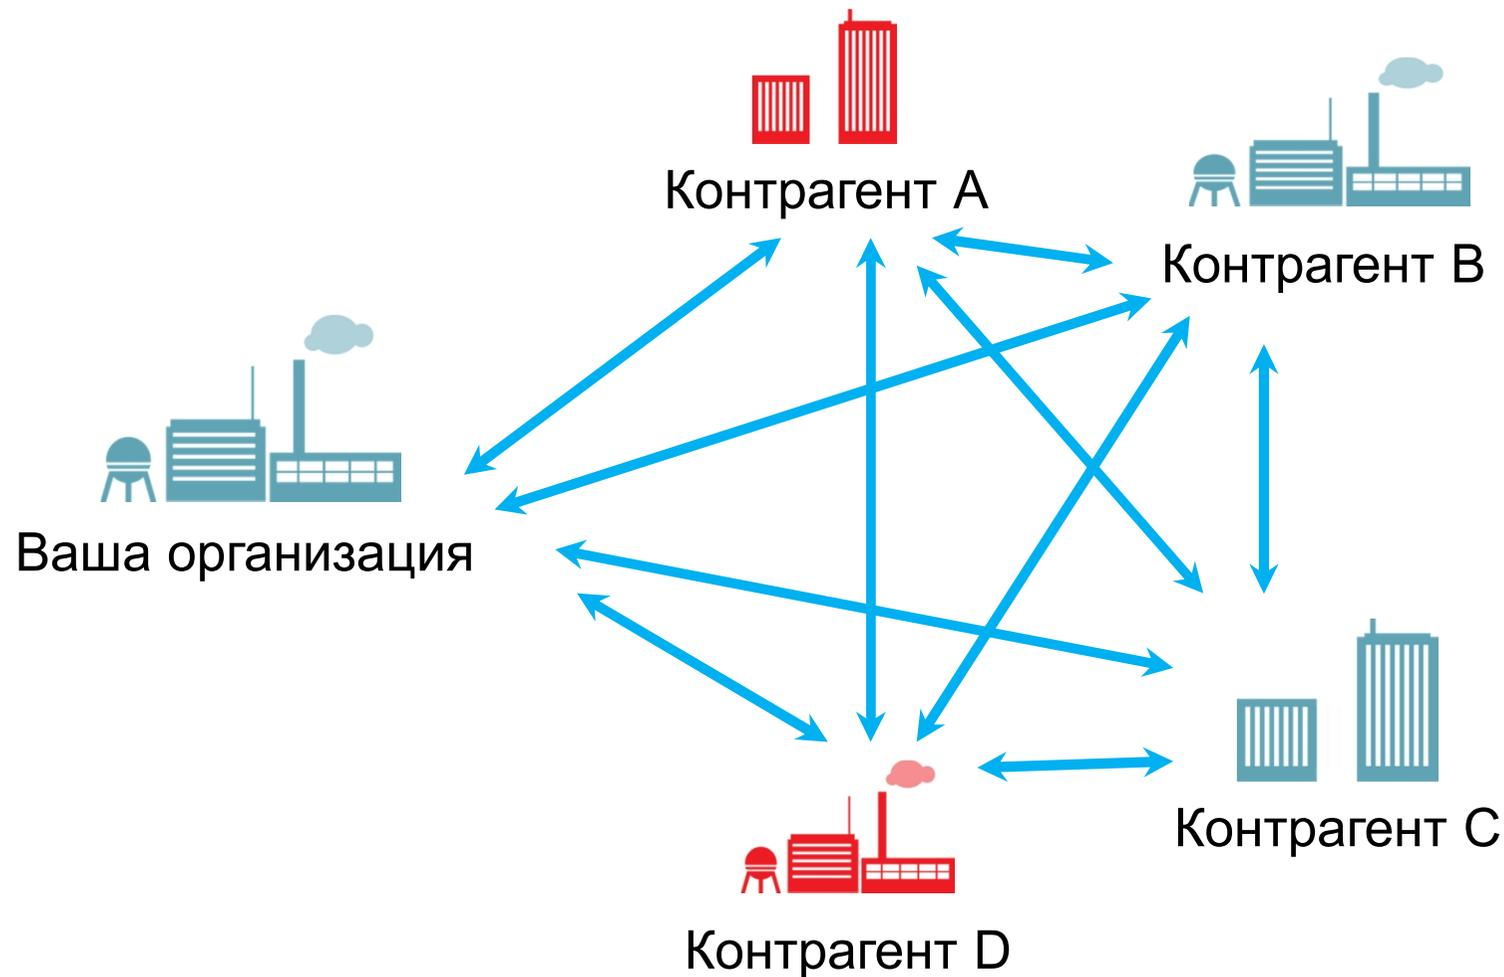 Контрагент A
Контрагент B
Ваша организация
Контрагент C
Контрагент D